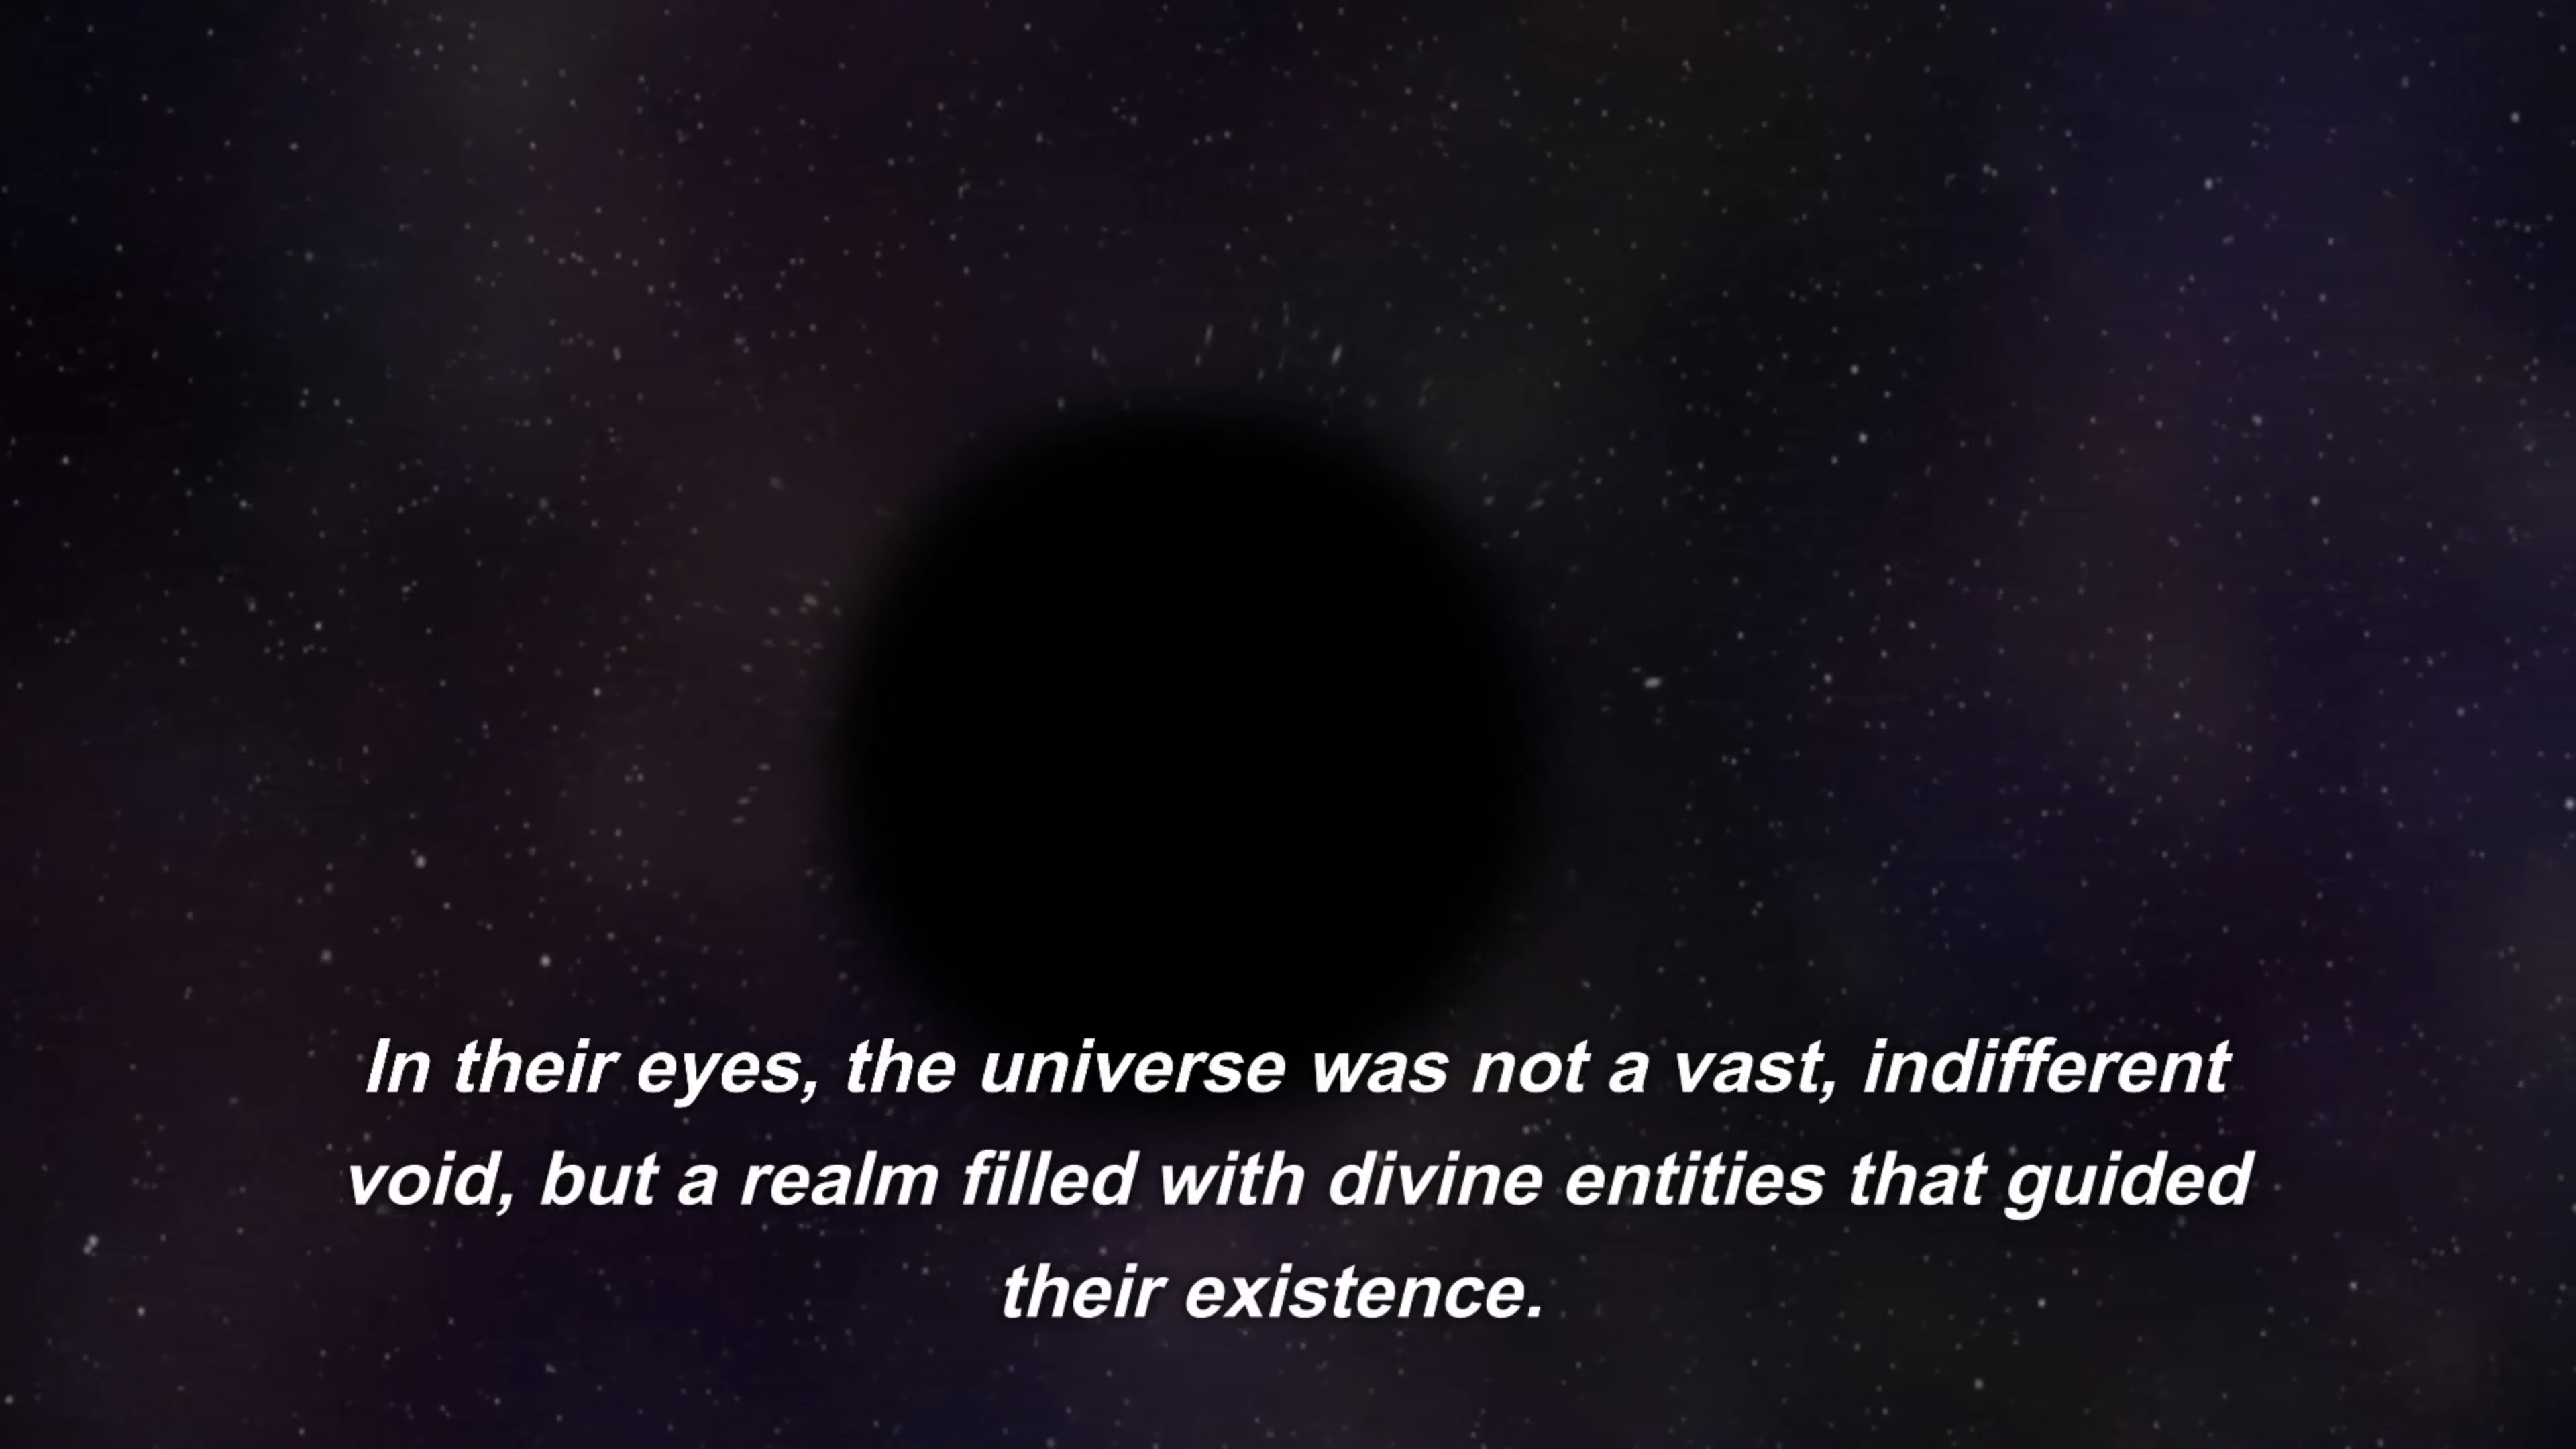 In their eyes, the universe was not a vast, indifferent
void, but a realm filled with divine entities that guided
their existence.